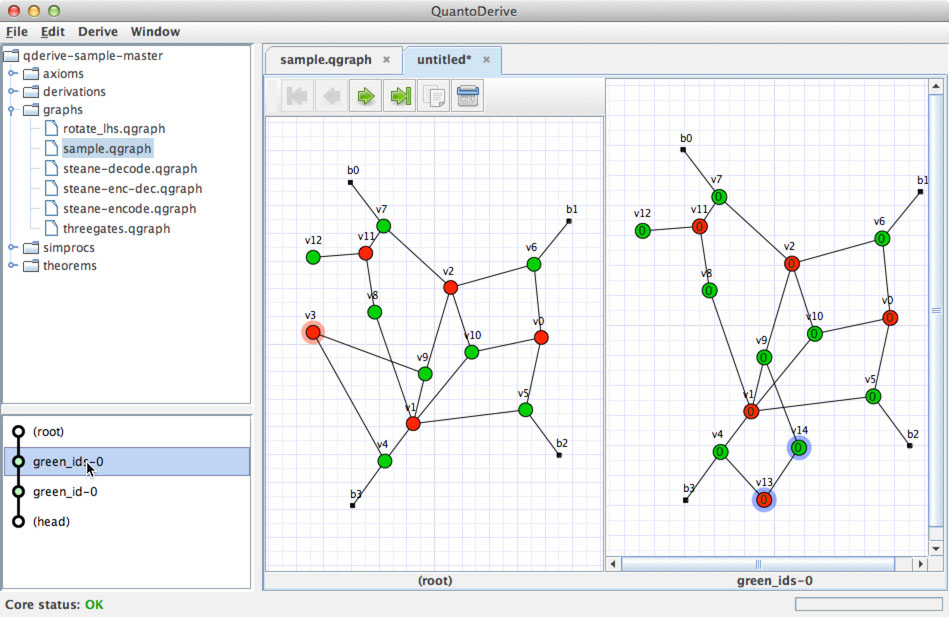 QuantoDerive
File Edit Derive Window
qderive-sample-master
axioms
derivations
graphs
rotate_lhs.qgraph
sample.qgraph
steane-decode.qgraph
steane-enc-dec.qgraph
steane-encode.qgraph
threegates.qgraph
simprocs
theorems
(root)
green_ids-0
green_id-0
(head)
sample.qgraph ×
untitled* ×
b0
v7
b1
v12
v11
v6
v2
v8
v3
v0
v10
v9
v5
v1
v4
b2
b3
(root)
b0
v7
0
b1
v12
0
v11
0
v6
0
v2
0
v8
0
v0
0
v10
0
v9
0
v5
0
v1
0
v14
0
v4
0
b2
b3
v13
0
green_ids-0
Core status: OK